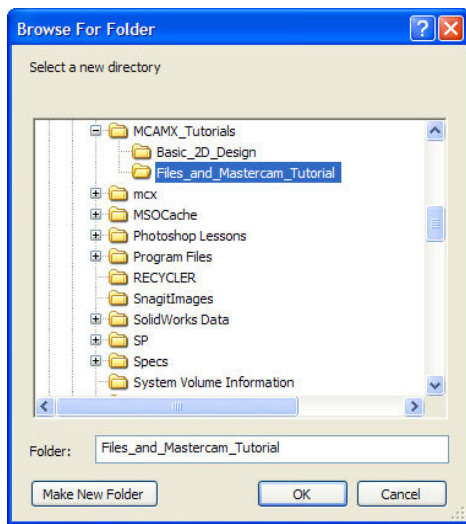 Browse For Folder
Select a new directory
MCAMX_Tutorials
Basic_2D_Design
Files_and_Mastercam_Tutorial
mcx
MSOCache
Photoshop Lessons
Program Files
RECYCLER
SnagitImages
SolidWorks Data
SP
Specs
System Volume Information
Folder: Files_and_Mastercam_Tutorial
Make New Folder OK Cancel